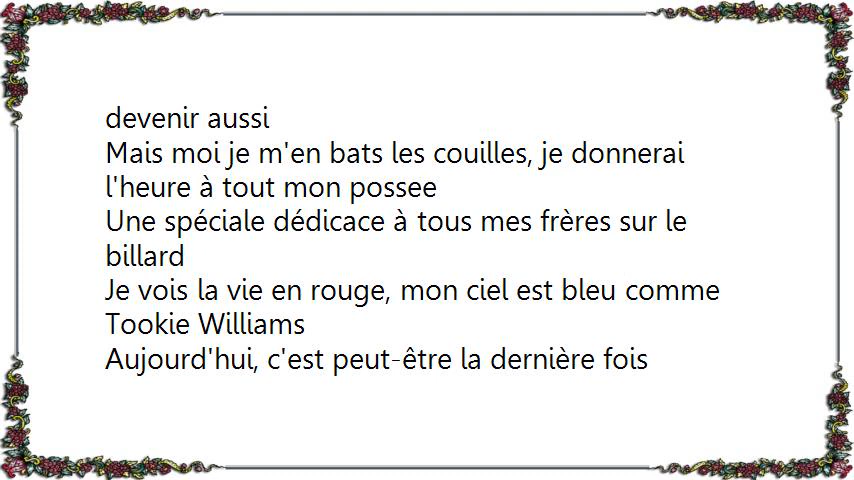 devenir aussi
Mais moi je m'en bats les couilles, je donnerai
l'heure à tout mon possee
Une spéciale dédicace à tous mes frères sur le
billard
Je vois la vie en rouge, mon ciel est bleu comme
Tookie Williams
Aujourd'hui, c'est peut-être la dernière fois